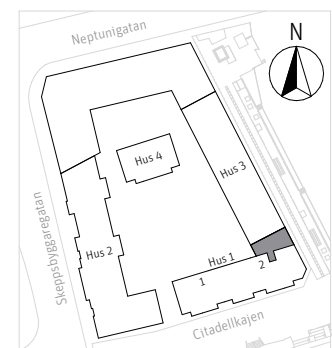 Neptunigatan
N
Hus 4
Hus 3
Skeppsbyggaregatan
Hus 2
Hus 1
1
2
Citadellkajen